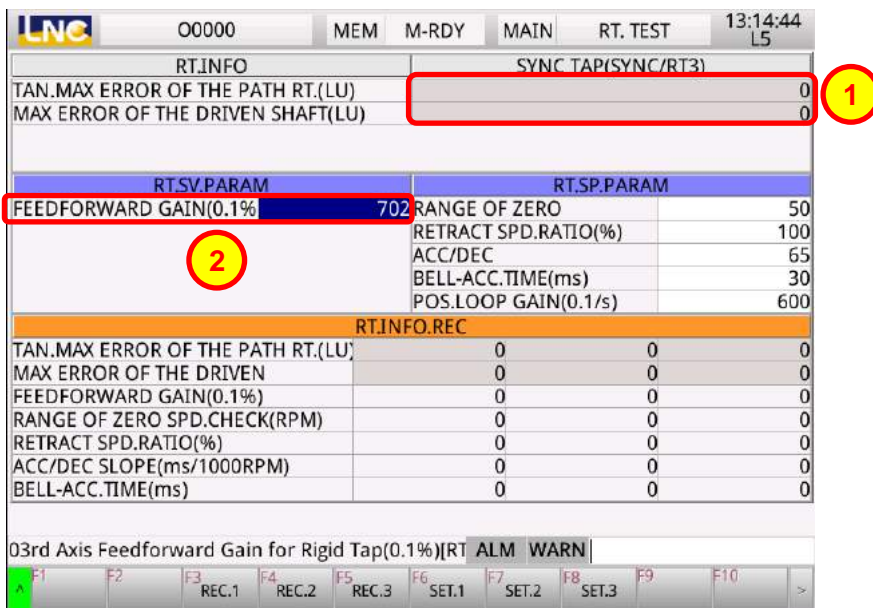 LNC O0000 MEM M-RDY MAIN RT. TEST 13:14:44
L5
RT.INFO SYNC TAP(SYNC/RT3)
TAN.MAX ERROR OF THE PATH RT.(LU) 0
MAX ERROR OF THE DRIVEN SHAFT(LU) 0
1
RT.SV.PARAM RT.SP.PARAM
FEEDFORWARD GAIN(0.1% 702 RANGE OF ZERO 50
RETRACT SPD.RATIO(%) 100
2 ACC/DEC 65
BELL-ACC.TIME(ms) 30
POS.LOOP GAIN(0.1/s) 600
RT.INFO.REC
TAN.MAX ERROR OF THE PATH RT.(LU) 0 0 0
MAX ERROR OF THE DRIVEN 0 0 0
FEEDFORWARD GAIN(0.1%) 0 0 0
RANGE OF ZERO SPD.CHECK(RPM) 0 0 0
RETRACT SPD.RATIO(%) 0 0 0
ACC/DEC SLOPE(ms/1000RPM) 0 0 0
BELL-ACC.TIME(ms) 0 0 0
03rd Axis Feedforward Gain for Rigid Tap(0.1%)[RT ALM WARN
^ F1 F2 F3 REC.1 F4 REC.2 F5 REC.3 F6 SET.1 F7 SET.2 F8 SET.3 F9 F10 >